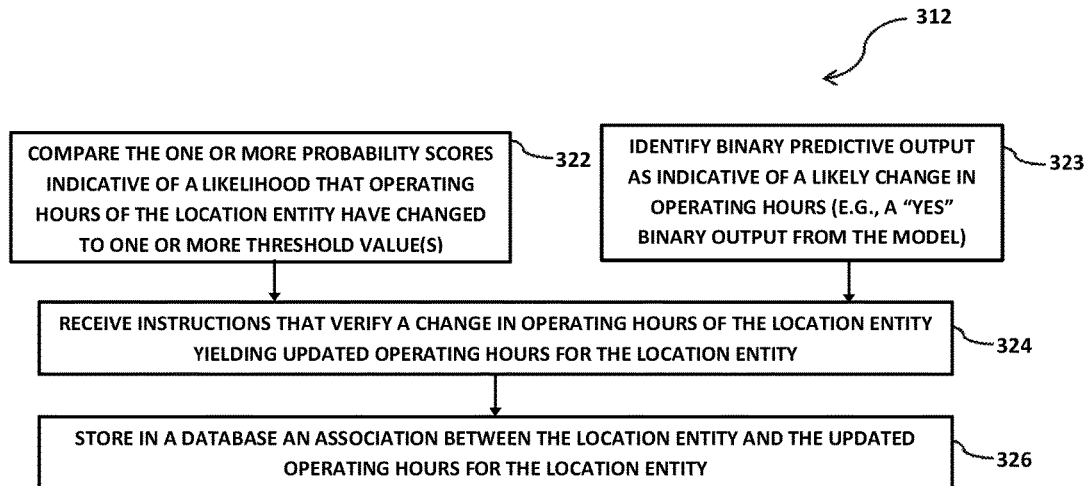 312
COMPARE THE ONE OR MORE PROBABILITY SCORES
INDICATIVE OF A LIKELIHOOD THAT OPERATING
HOURS OF THE LOCATION ENTITY HAVE CHANGED
TO ONE OR MORE THRESHOLD VALUE(S)
322
IDENTIFY BINARY PREDICTIVE OUTPUT
AS INDICATIVE OF A LIKELY CHANGE IN
OPERATING HOURS (E.G., A “YES”
BINARY OUTPUT FROM THE MODEL)
323
RECEIVE INSTRUCTIONS THAT VERIFY A CHANGE IN OPERATING HOURS OF THE LOCATION ENTITY
YIELDING UPDATED OPERATING HOURS FOR THE LOCATION ENTITY
324
STORE IN A DATABASE AN ASSOCIATION BETWEEN THE LOCATION ENTITY AND THE UPDATED
OPERATING HOURS FOR THE LOCATION ENTITY
326